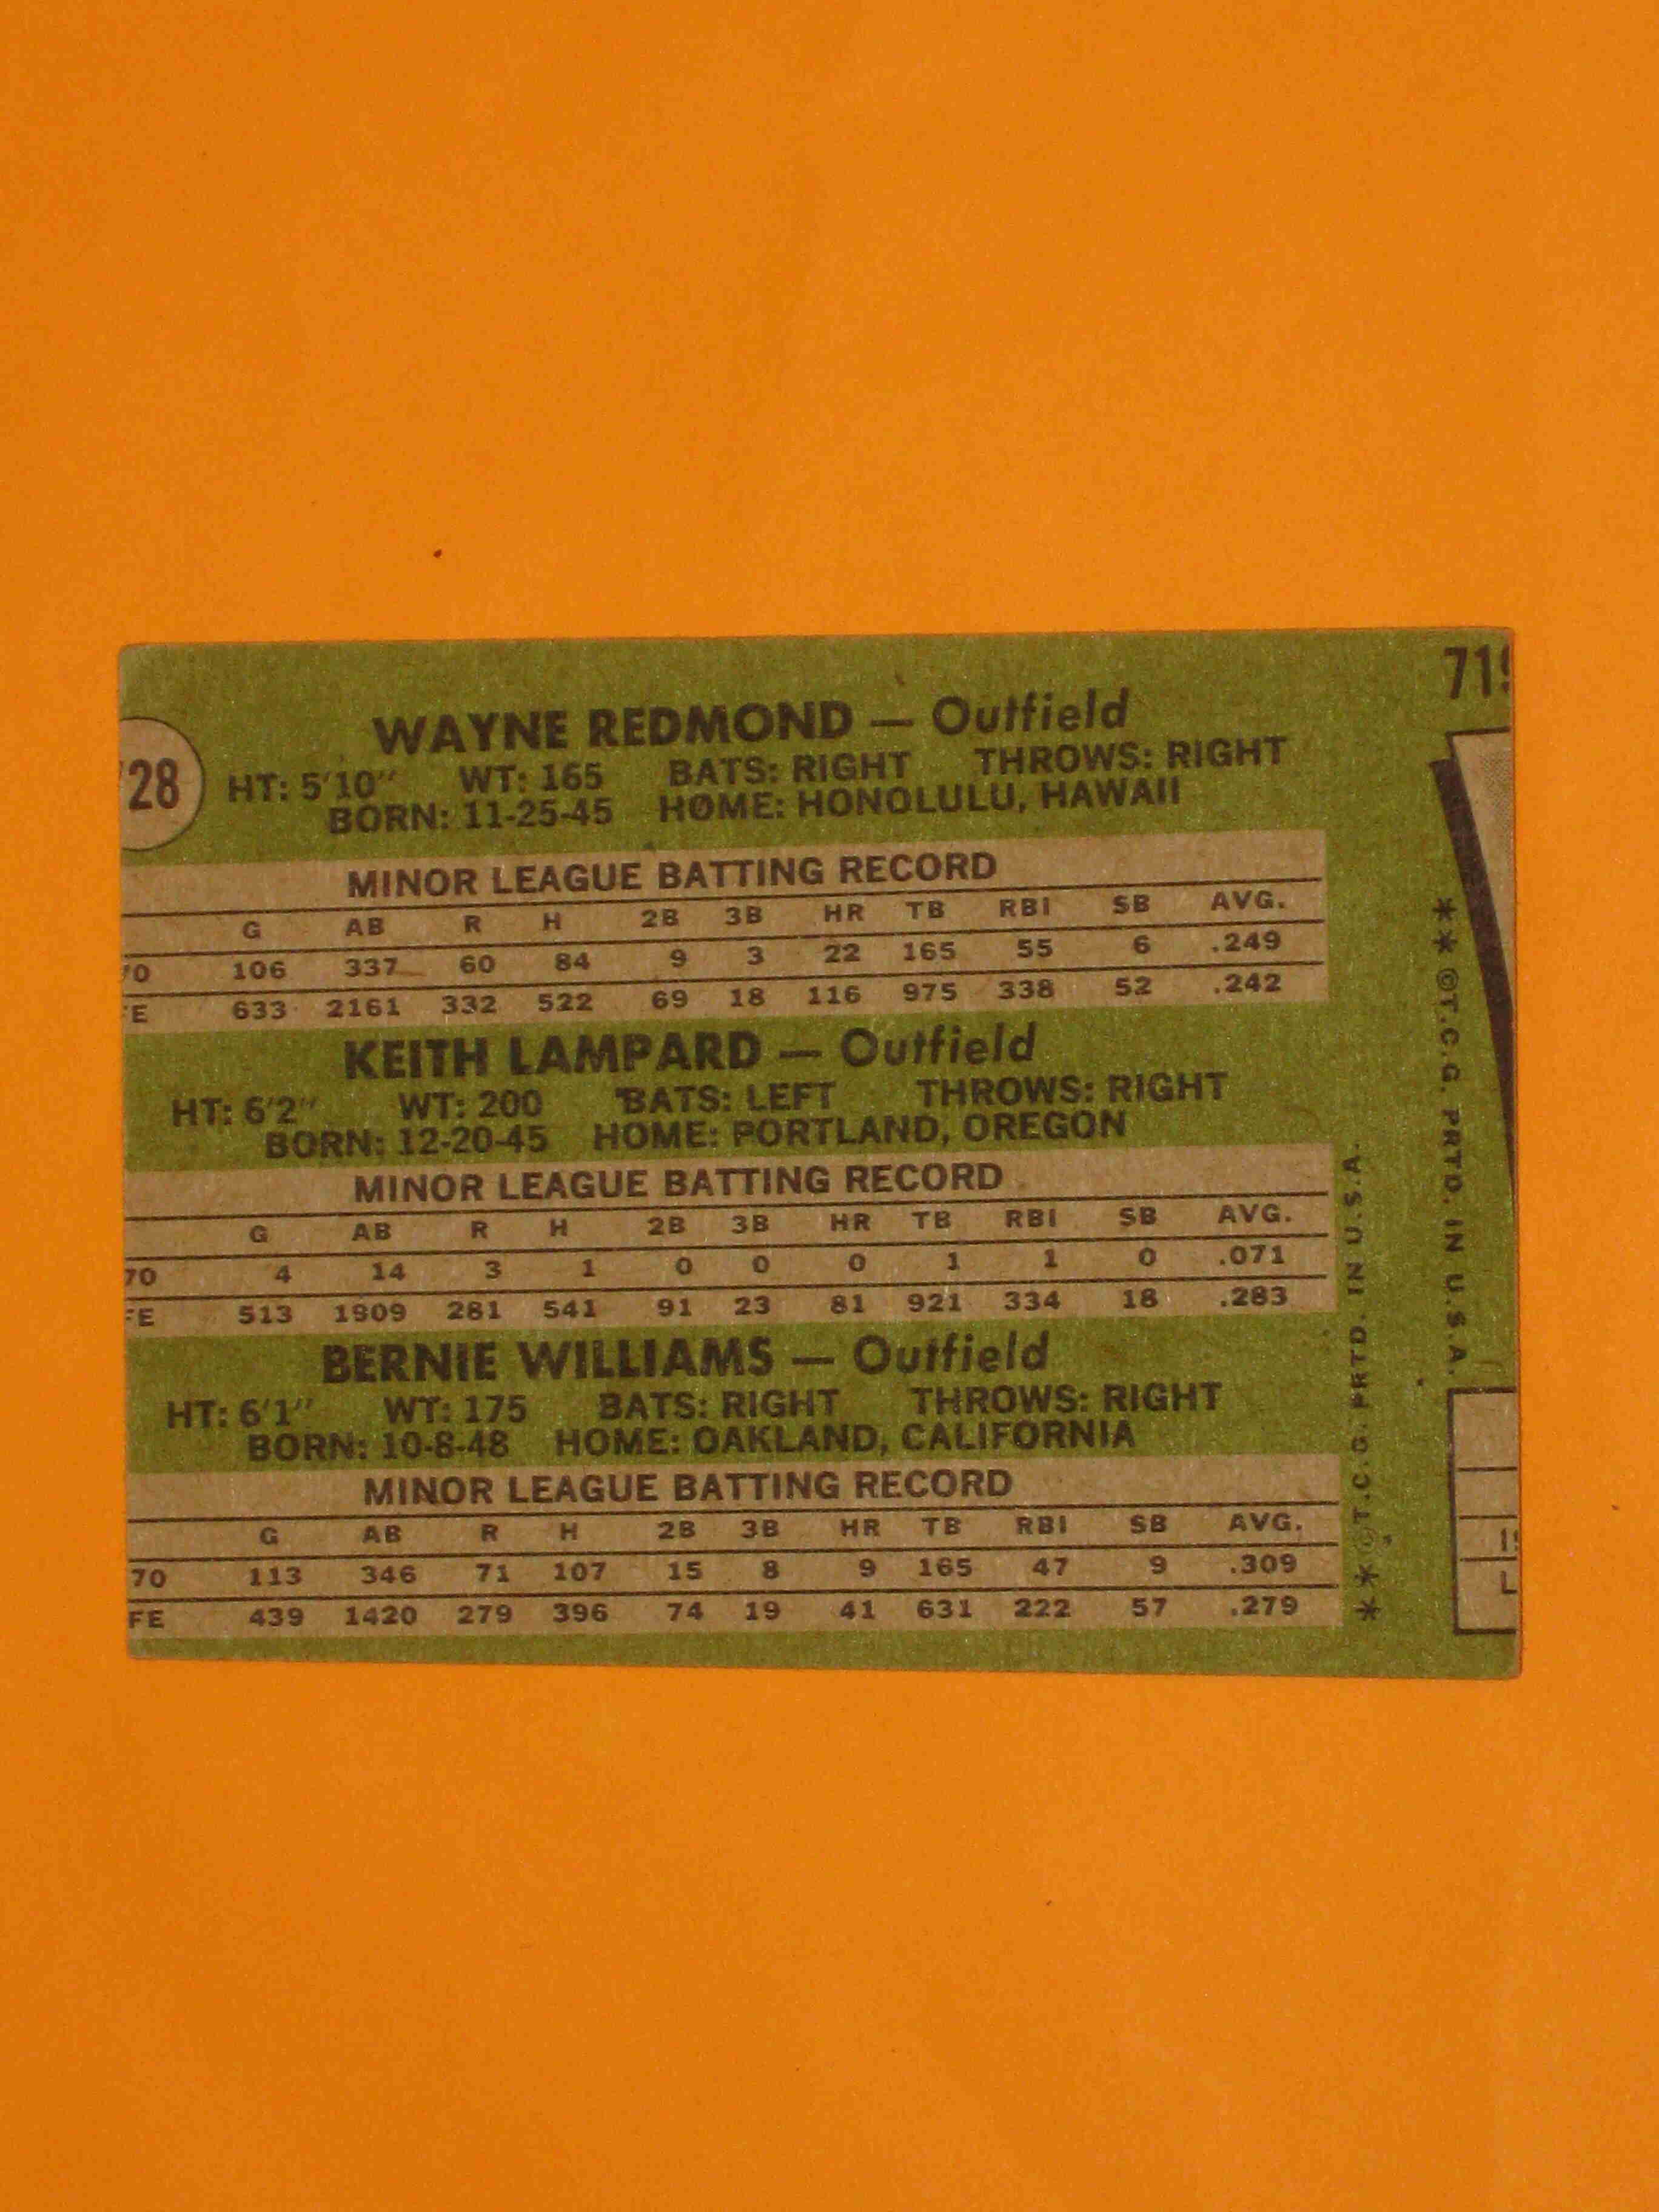 WAYNE REDMOND — Outfield
28
HT: 5'10" WT: 165 BATS: RIGHT THROWS: RIGHT
BORN: 11-25-45 HOME: HONOLULU, HAWAII
MINOR LEAGUE BATTING RECORD
G AB R H 2B 3B HR TB RBI SB AVG.
70 106 337 60 84 9 3 22 165 55 6 .249
FE 633 2161 332 522 69 18 116 975 338 52 .242
KEITH LAMPARD — Outfield
HT: 6'2" WT: 200 BATS: LEFT THROWS: RIGHT
BORN: 12-20-45 HOME: PORTLAND, OREGON
MINOR LEAGUE BATTING RECORD
G AB R H 2B 3B HR TB RBI SB AVG.
70 4 14 3 1 0 0 0 1 1 0 .071
FE 513 1909 281 541 91 23 81 921 334 18 .283
BERNIE WILLIAMS — Outfield
HT: 6'1" WT: 175 BATS: RIGHT THROWS: RIGHT
BORN: 10-8-48 HOME: OAKLAND, CALIFORNIA
MINOR LEAGUE BATTING RECORD
G AB R H 2B 3B HR TB RBI SB AVG.
70 113 346 71 107 15 8 9 165 47 9 .309
FE 439 1420 279 396 74 19 41 631 222 57 .279
**©T.C.G. PRTD. IN U.S.A.
719
**©T.C.G. PRTD. IN U.S.A.
L